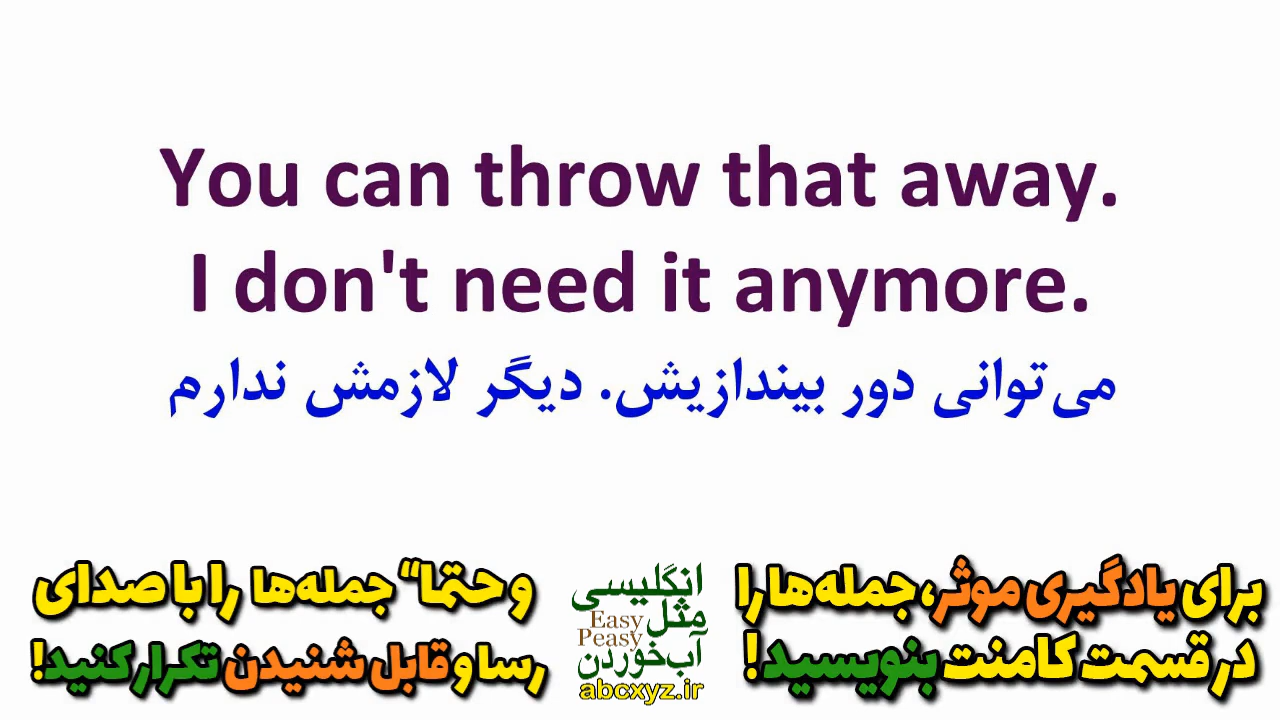 You can throw that away.
I don't need it anymore.
می‌توانی دور بیندازیش. دیگر لازمش ندارم
برای یادگیری موثر، جمله‌ها را
در قسمت کامنت بنویسید!
انگلیسی
مثل
Easy
Peasy
آب خوردن
abcxyz.ir
و حتما“ جمله‌ها را با صدای
رسا و قابل شنیدن تکرار کنید!